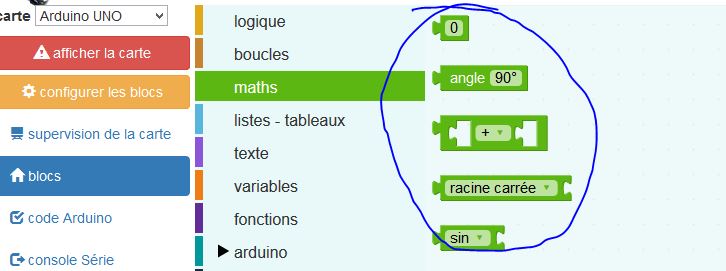 carte Arduino UNO
afficher la carte
configurer les blocs
supervision de la carte
blocs
code Arduino
console Série
logique
boucles
maths
listes - tableaux
texte
variables
fonctions
arduino
0
angle 90°
+
racine carrée
sin